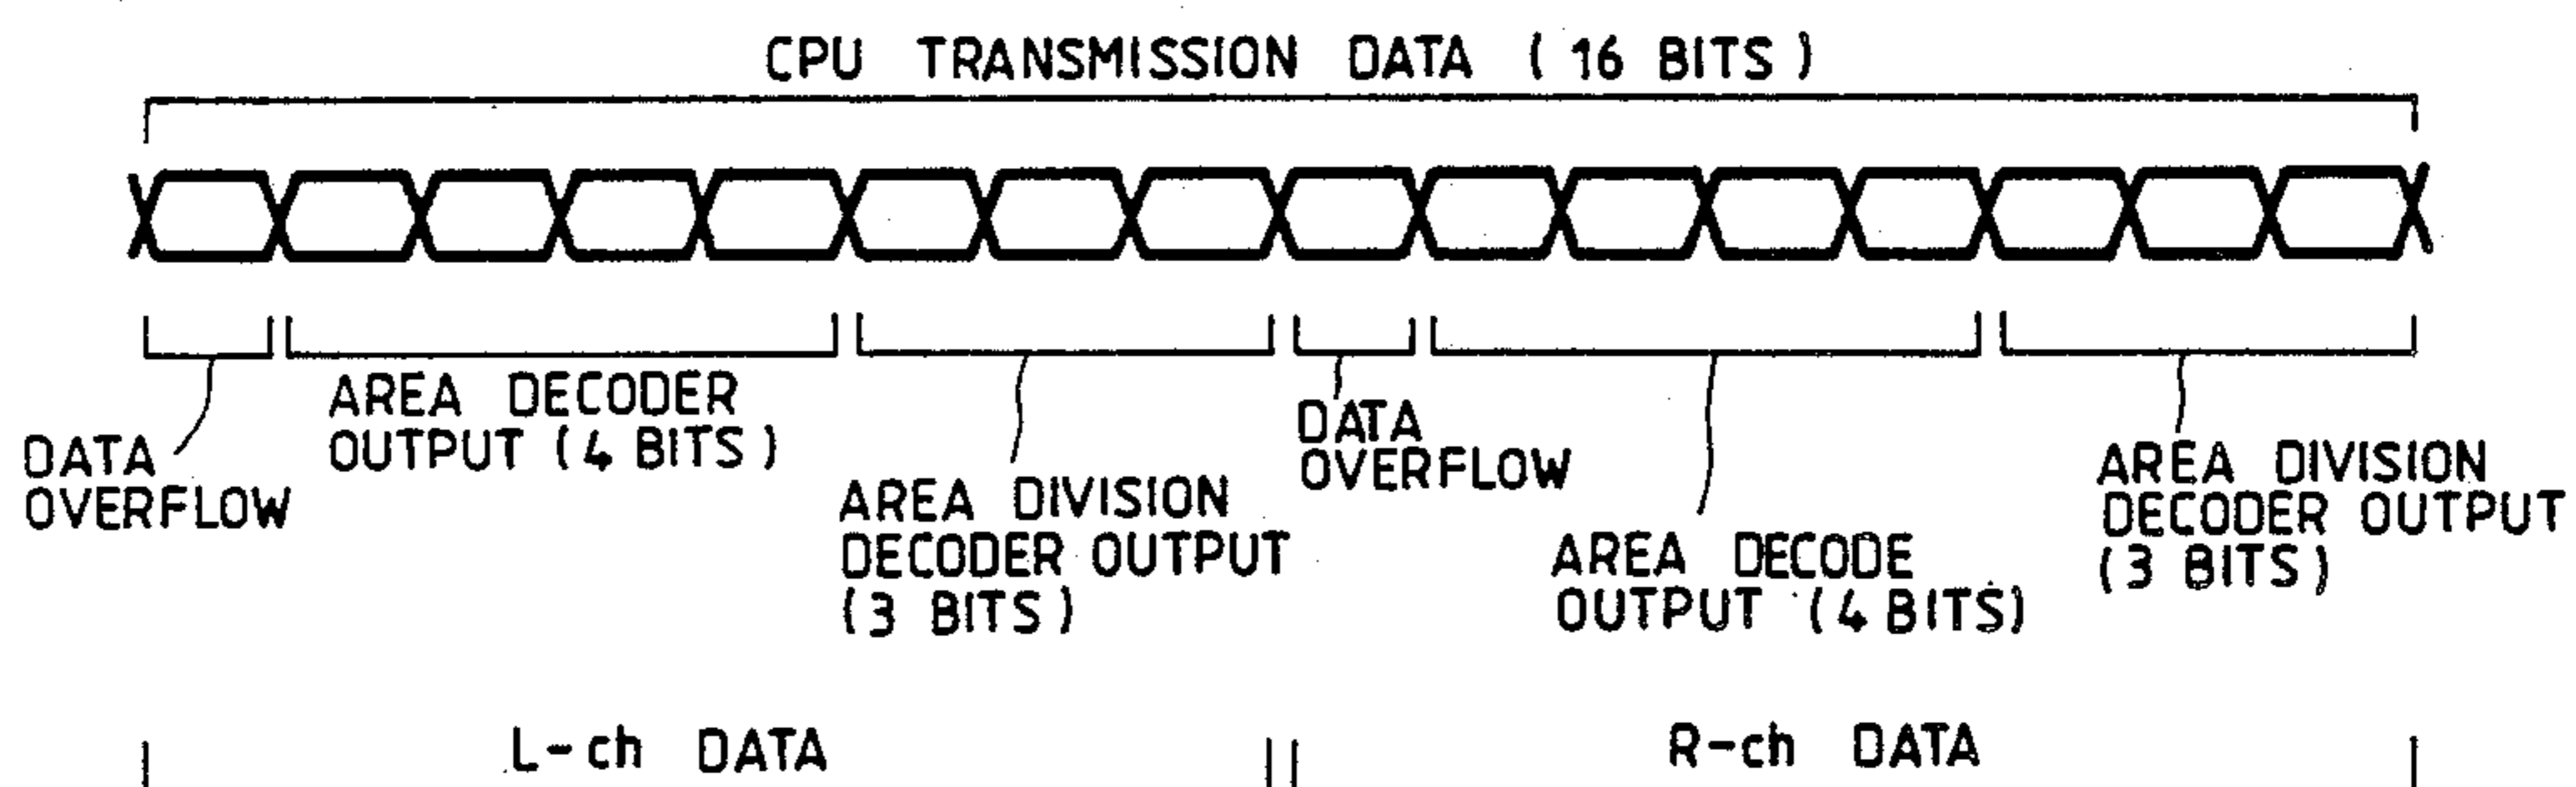 CPU TRANSMISSION DATA ( 16 BITS )
DATA
OVERFLOW
AREA DECODER
OUTPUT ( 4 BITS )
AREA DIVISION
DECODER OUTPUT
( 3 BITS )
DATA
OVERFLOW
AREA DECODE
OUTPUT ( 4 BITS)
AREA DIVISION
DECODER OUTPUT
( 3 BITS )
L-ch DATA
R-ch DATA